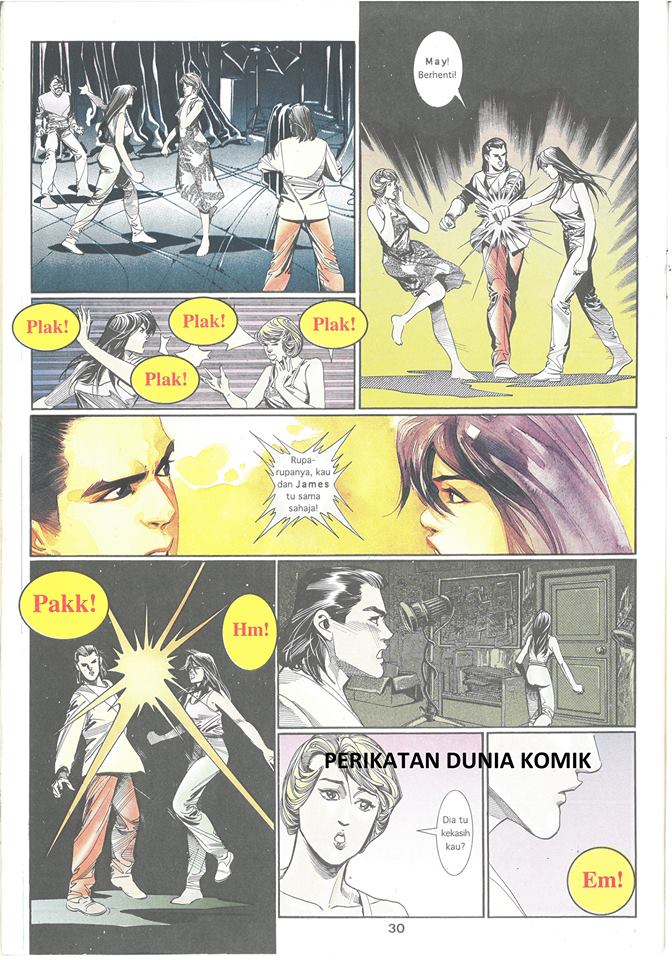 May!
Berhenti!
Plak!
Plak!
Plak!
Plak!
Rupa-
rupanya, kau
dan James
tu sama
sahaja!
Pakk!
Hm!
PERIKATAN DUNIA KOMIK
Dia tu
kekasih
kau?
Em!
30